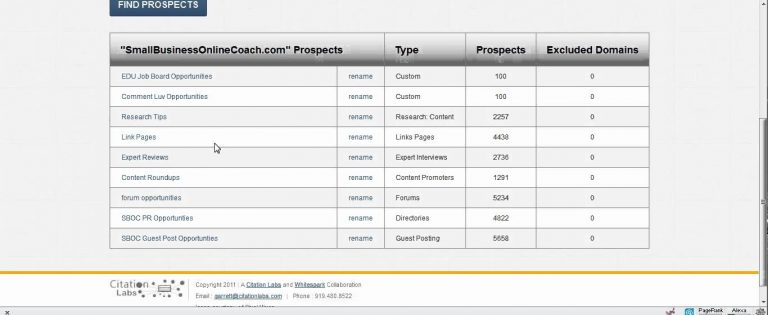 FIND PROSPECTS
"SmallBusinessOnlineCoach.com" Prospects Type Prospects Excluded Domains
EDU Job Board Opportunities rename Custom 100 0
Comment Luv Opportunities rename Custom 100 0
Research Tips rename Research: Content 2257 0
Link Pages rename Links Pages 4438 0
Expert Reviews rename Expert Interviews 2736 0
Content Roundups rename Content Promoters 1291 0
forum opportunities rename Forums 5234 0
SBOC PR Opportunties rename Directories 4822 0
SBOC Guest Post Opportunties rename Guest Posting 5658 0
Citation Labs
Copyright 2011 : A Citation Labs and Whitespark Collaboration
Email : garrett@citationlabs.com | Phone : 919.480.8522
PageRank Alexa